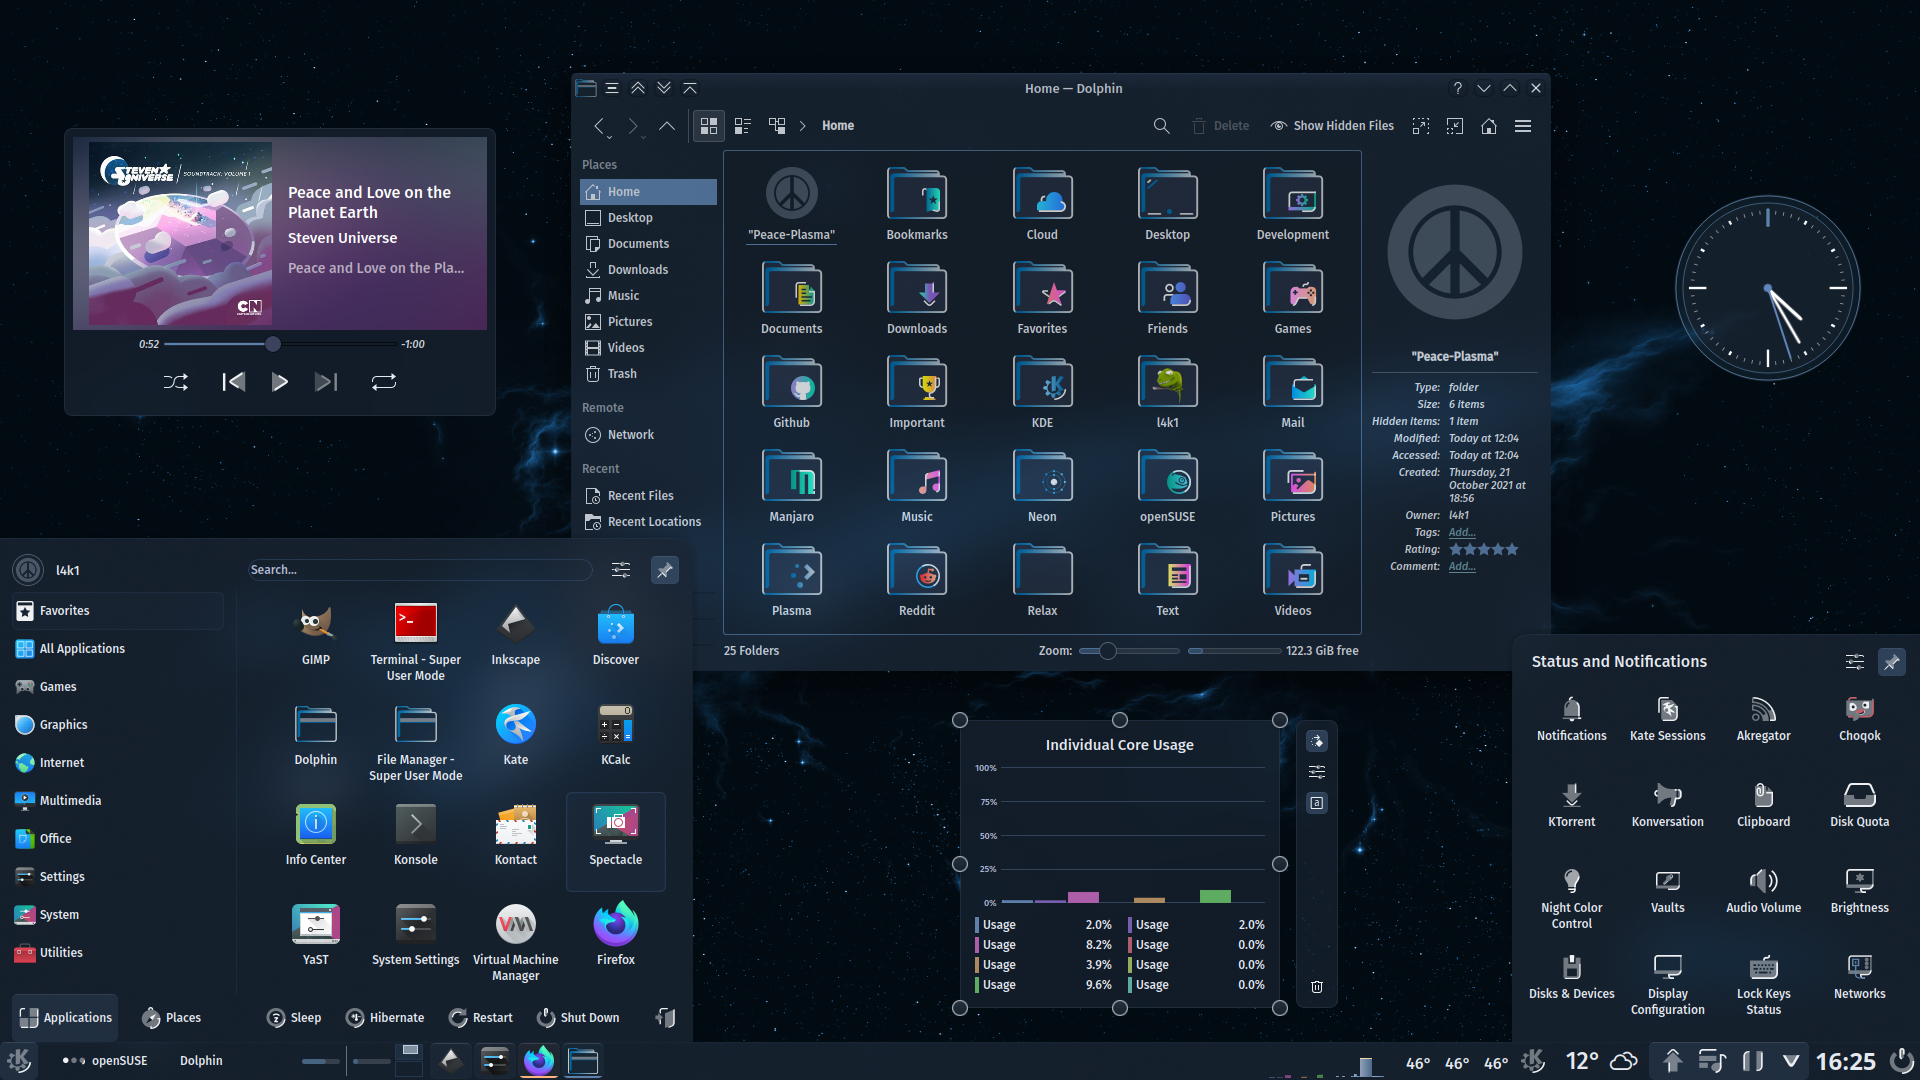 Home — Dolphin
Home
Delete
Show Hidden Files
Places
Home
Desktop
Documents
Downloads
Music
Pictures
Videos
Trash
Remote
Network
Recent
Recent Files
Recent Locations
"Peace-Plasma"
Bookmarks
Cloud
Desktop
Development
Documents
Downloads
Favorites
Friends
Games
Github
Important
KDE
l4k1
Mail
Manjaro
Music
Neon
openSUSE
Pictures
Plasma
Reddit
Relax
Text
Videos
25 Folders
Zoom:
122.3 GiB free
"Peace-Plasma"
Type: folder
Size: 6 items
Hidden items: 1 item
Modified: Today at 12:04
Accessed: Today at 12:04
Created: Thursday, 21
October 2021 at
18:56
Owner: l4k1
Tags: Add...
Rating:
Comment: Add...
STEVEN UNIVERSE
SOUNDTRACK: VOLUME 1
CN
Peace and Love on the
Planet Earth
Steven Universe
Peace and Love on the Pla...
0:52
-1:00
l4k1
Search...
Favorites
All Applications
Games
Graphics
Internet
Multimedia
Office
Settings
System
Utilities
GIMP
Terminal - Super
User Mode
Inkscape
Discover
Dolphin
File Manager -
Super User Mode
Kate
KCalc
Info Center
Konsole
Kontact
Spectacle
YaST
System Settings
Virtual Machine
Manager
Firefox
Applications
Places
Sleep
Hibernate
Restart
Shut Down
Individual Core Usage
100%
75%
50%
25%
0%
Usage 2.0% Usage 2.0%
Usage 8.2% Usage 0.0%
Usage 3.9% Usage 0.0%
Usage 9.6% Usage 0.0%
Status and Notifications
Notifications
Kate Sessions
Akregator
Choqok
KTorrent
Konversation
Clipboard
Disk Quota
Night Color
Control
Vaults
Audio Volume
Brightness
Disks & Devices
Display
Configuration
Lock Keys
Status
Networks
openSUSE
Dolphin
46° 46° 46°
12°
16:25